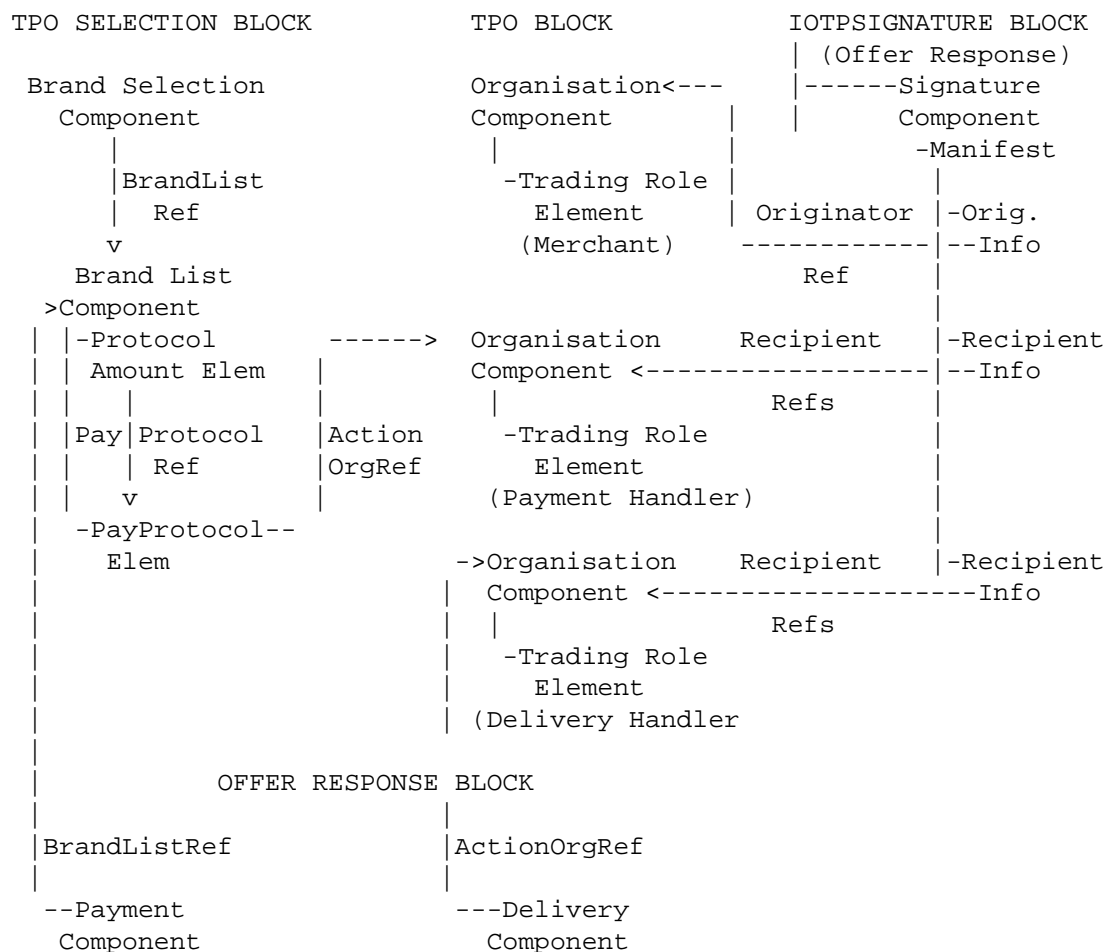 TPO SELECTION BLOCK TPO BLOCK IOTPSIGNATURE BLOCK
| (Offer Response)
Brand Selection Organisation<--- |------Signature
Component Component | | Component
| | | -Manifest
|BrandList -Trading Role | |
| Ref Element | Originator |-Orig.
v (Merchant) ------------|--Info
Brand List Ref |
>Component |
| |-Protocol ------> Organisation Recipient |-Recipient
| | Amount Elem | Component <------------------|--Info
| | | | | Refs |
| |Pay|Protocol |Action -Trading Role |
| | | Ref |OrgRef Element |
| | v | (Payment Handler) |
| -PayProtocol-- |
| Elem ->Organisation Recipient |-Recipient
| | Component <--------------------Info
| | | Refs
| | -Trading Role
| | Element
| | (Delivery Handler
|
| OFFER RESPONSE BLOCK
| |
|BrandListRef |ActionOrgRef
| |
--Payment ---Delivery
Component Component